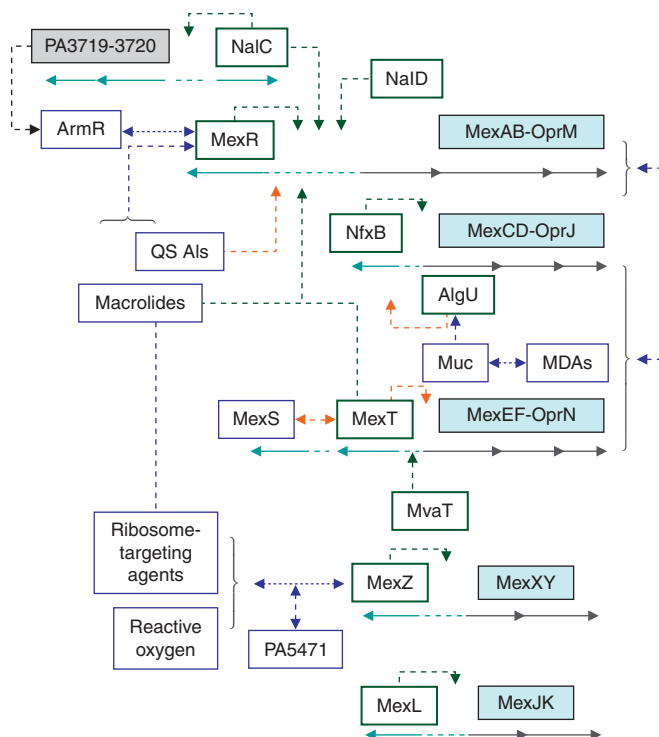 PA3719-3720
NalC
NalD
ArmR
MexR
MexAB-OprM
QS AIs
NfxB
MexCD-OprJ
Macrolides
AlgU
Muc
MDAs
MexS
MexT
MexEF-OprN
MvaT
Ribosome-
targeting
agents
MexZ
MexXY
Reactive
oxygen
PA5471
MexL
MexJK